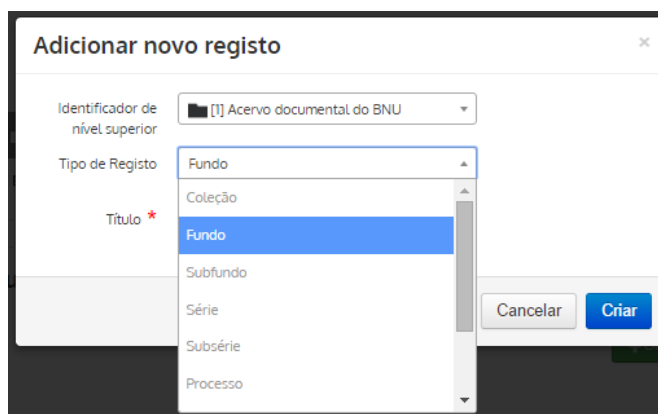 Adicionar novo registo
×
Identificador de
nível superior
[1] Acervo documental do BNU
Tipo de Registo
Fundo
Título *
Coleção
Fundo
Subfundo
Série
Subsérie
Processo
Cancelar
Criar